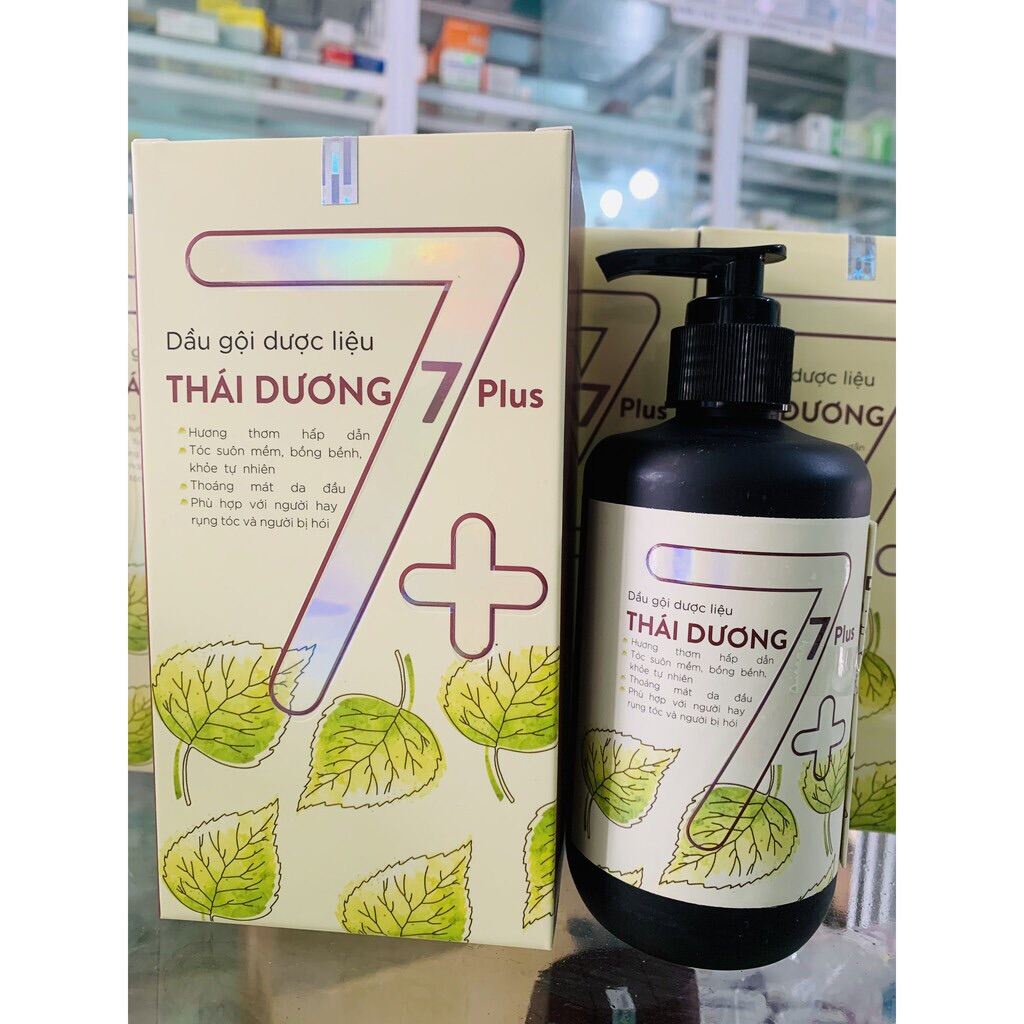 Dầu gội dược liệu
THÁI DƯƠNG 7 Plus
Hương thơm hấp dẫn
Tóc suôn mềm, bồng bềnh,
khỏe tự nhiên
Thoáng mát da đầu
Phù hợp với người hay
rụng tóc và người bị hói
7+
Dầu gội dược liệu
THÁI DƯƠNG 7 Plus
Hương thơm hấp dẫn
Tóc suôn mềm, bồng bềnh,
khỏe tự nhiên
Thoáng mát da đầu
Phù hợp với người hay
rụng tóc và người bị hói
7+
7 Plus
dược liệu
DƯƠNG